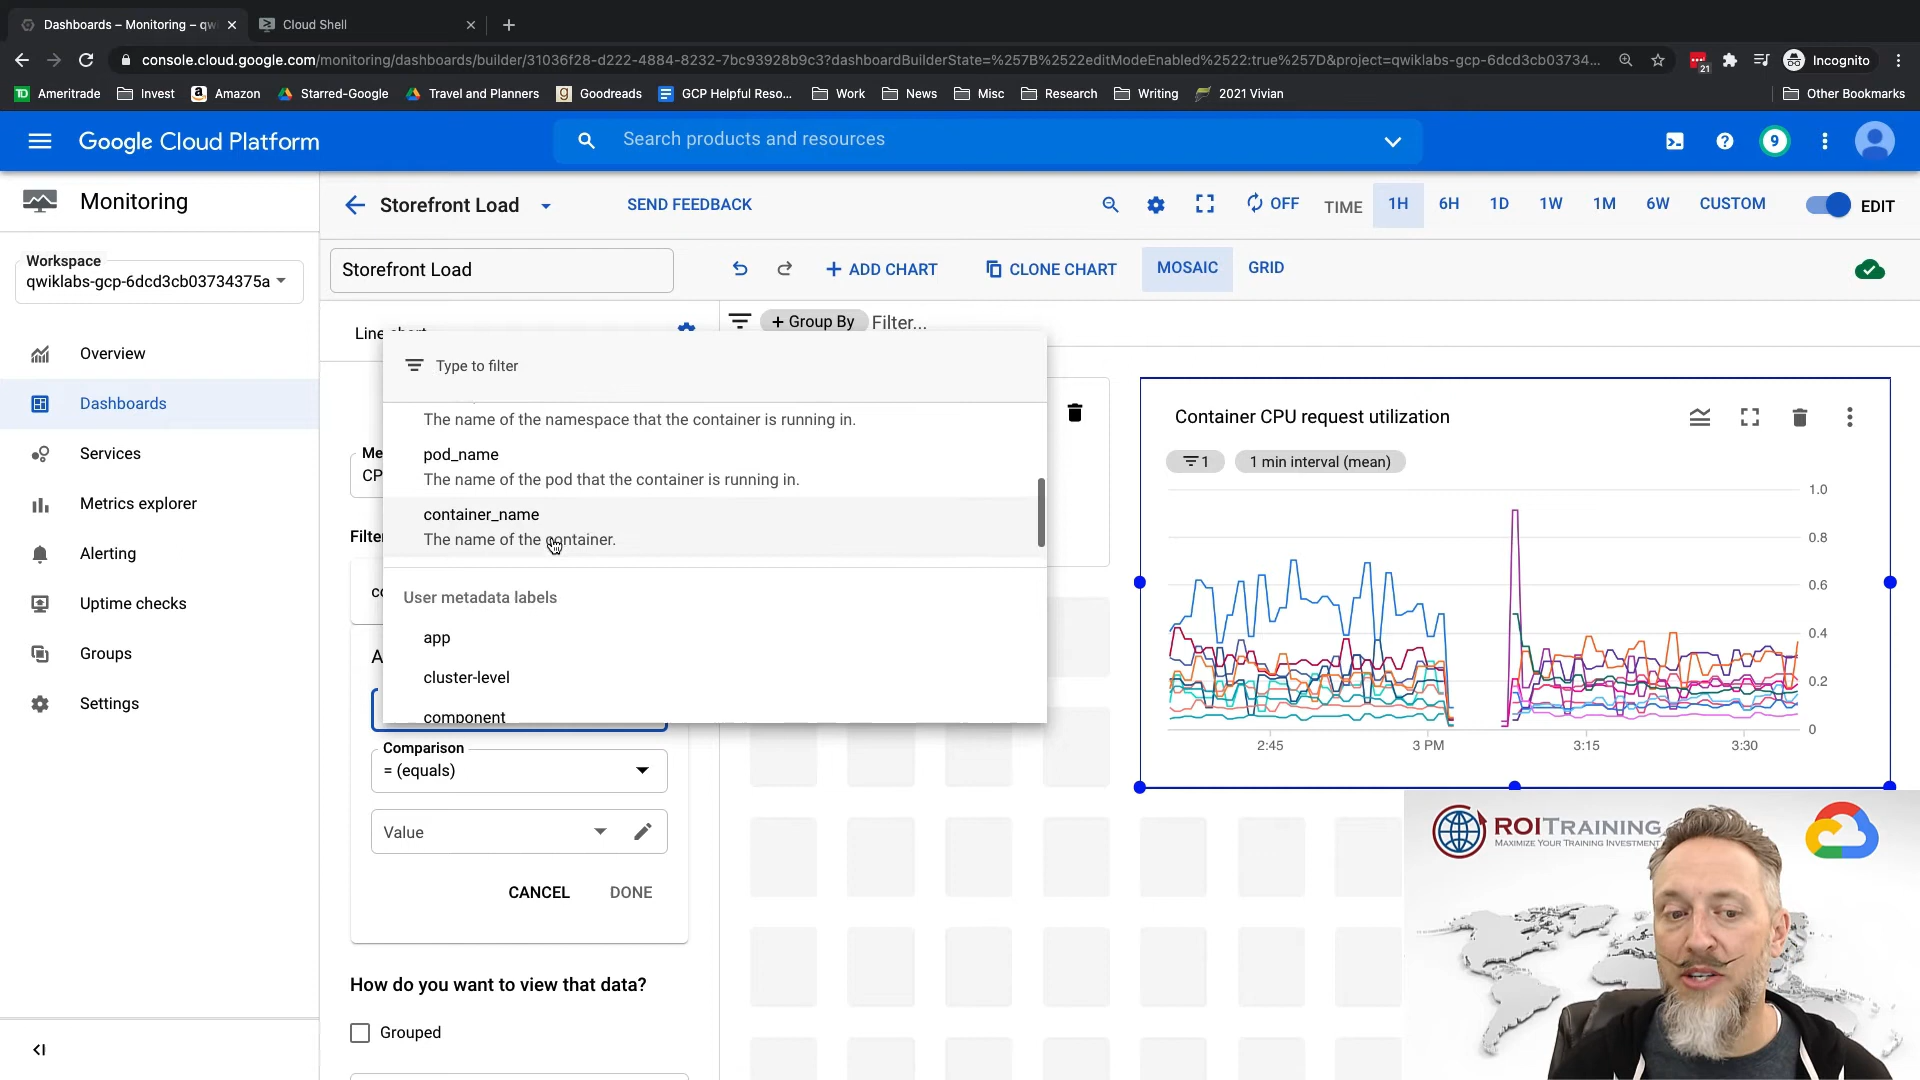 Dashboards – Monitoring – qw
Cloud Shell
console.cloud.google.com/monitoring/dashboards/builder/31036f28-d222-4884-8232-7bc93928b9c3?dashboardBuilderState=%257B%2522editModeEnabled%2522:true%257D&project=qwiklabs-gcp-6dcd3cb03734...
21
Incognito
Ameritrade
Invest
Amazon
Starred-Google
Travel and Planners
Goodreads
GCP Helpful Reso...
Work
News
Misc
Research
Writing
2021 Vivian
Other Bookmarks
Google Cloud Platform
Search products and resources
9
Monitoring
Storefront Load
SEND FEEDBACK
OFF
TIME
1H
6H
1D
1W
1M
6W
CUSTOM
EDIT
Workspace
qwiklabs-gcp-6dcd3cb03734375a
Storefront Load
+ ADD CHART
CLONE CHART
MOSAIC
GRID
Overview
Dashboards
Services
Metrics explorer
Alerting
Uptime checks
Groups
Settings
Line chart
+ Group By
Filter...
Type to filter
The name of the namespace that the container is running in.
pod_name
The name of the pod that the container is running in.
container_name
The name of the container.
User metadata labels
app
cluster-level
component
Me
CP
Filte
co
A
Comparison
= (equals)
Value
CANCEL
DONE
How do you want to view that data?
Grouped
Container CPU request utilization
1
1 min interval (mean)
1.0
0.8
0.6
0.4
0.2
0
2:45
3 PM
3:15
3:30
ROITRAINING
MAXIMIZE YOUR TRAINING INVESTMENT